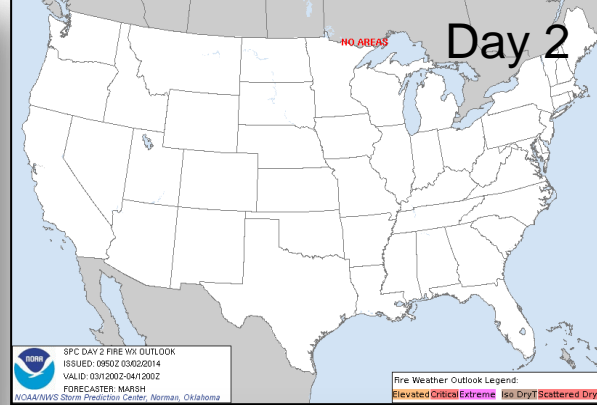 Day 2
NO AREAS
NOAA
SPC DAY 2 FIRE WX OUTLOOK
ISSUED: 0950Z 03/02/2014
VALID: 03/1200Z-04/1200Z
FORECASTER: MARSH
NOAA/NWS Storm Prediction Center, Norman, Oklahoma
Fire Weather Outlook Legend:
Elevated Critical Extreme Iso DryT Scattered Dry